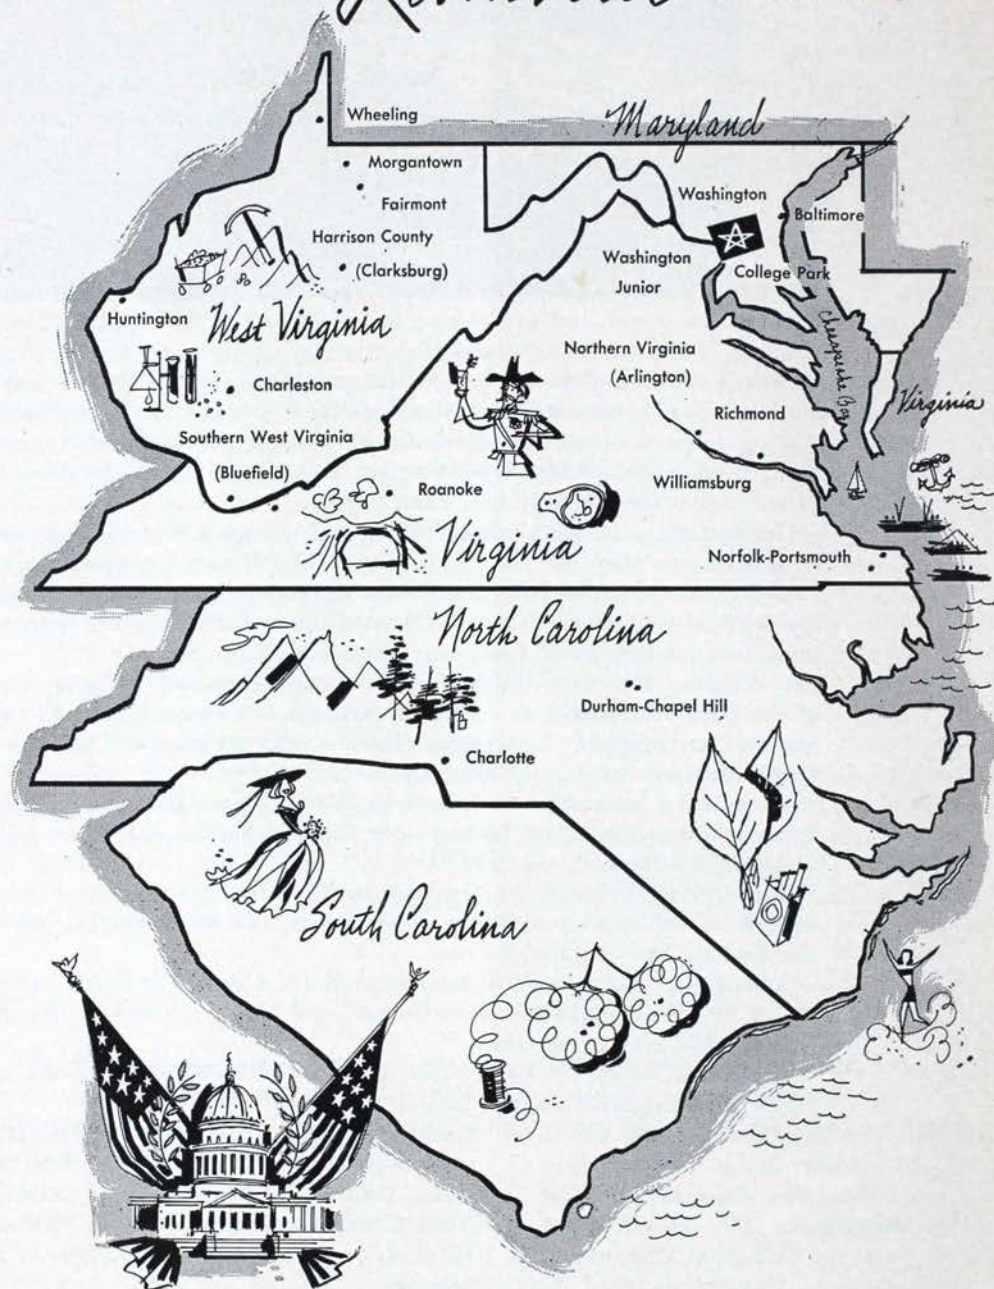 Maryland
Wheeling
Morgantown
Fairmont
Harrison County
(Clarksburg)
Washington
Baltimore
Washington
Junior
College Park
Huntington
West Virginia
Chesapeake Bay
Northern Virginia
(Arlington)
Charleston
Richmond
Virginia
Southern West Virginia
(Bluefield)
Roanoke
Williamsburg
Virginia
Norfolk-Portsmouth
North Carolina
Durham-Chapel Hill
Charlotte
South Carolina